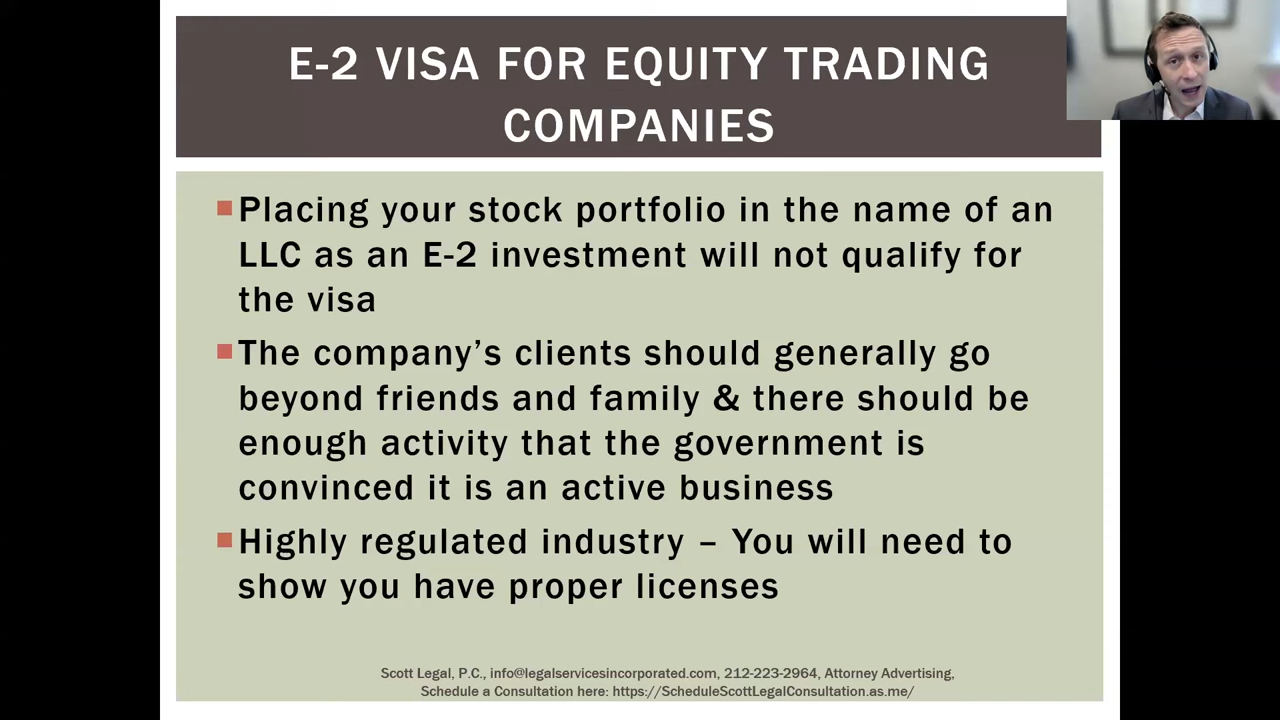 E-2 VISA FOR EQUITY TRADING
COMPANIES
Placing your stock portfolio in the name of an
LLC as an E-2 investment will not qualify for
the visa
The company’s clients should generally go
beyond friends and family & there should be
enough activity that the government is
convinced it is an active business
Highly regulated industry – You will need to
show you have proper licenses
Scott Legal, P.C., info@legalservicesincorporated.com, 212-223-2964, Attorney Advertising,
Schedule a Consultation here: https://ScheduleScottLegalConsultation.as.me/